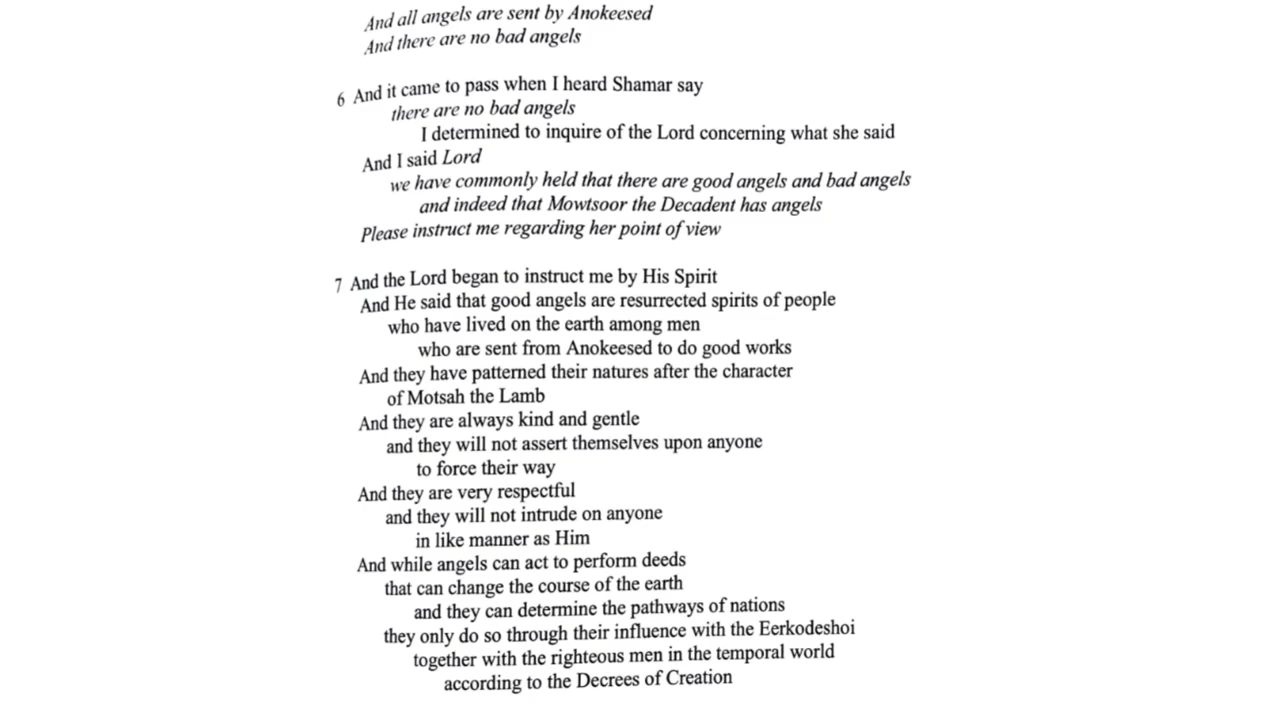 And all angels are sent by Anokeesed
And there are no bad angels
6 And it came to pass when I heard Shamar say
there are no bad angels
I determined to inquire of the Lord concerning what she said
And I said Lord
we have commonly held that there are good angels and bad angels
and indeed that Mowtsoor the Decadent has angels
Please instruct me regarding her point of view
7 And the Lord began to instruct me by His Spirit
And He said that good angels are resurrected spirits of people
who have lived on the earth among men
who are sent from Anokeesed to do good works
And they have patterned their natures after the character
of Motsah the Lamb
And they are always kind and gentle
and they will not assert themselves upon anyone
to force their way
And they are very respectful
and they will not intrude on anyone
in like manner as Him
And while angels can act to perform deeds
that can change the course of the earth
and they can determine the pathways of nations
they only do so through their influence with the Eerkodeshoi
together with the righteous men in the temporal world
according to the Decrees of Creation